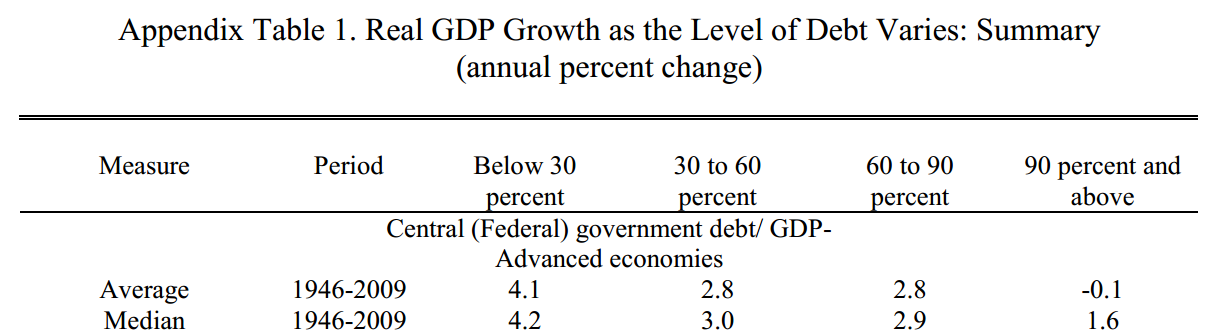 Appendix Table 1. Real GDP Growth as the Level of Debt Varies: Summary
(annual percent change)
Measure Period Below 30 percent 30 to 60 percent 60 to 90 percent 90 percent and above
Central (Federal) government debt/ GDP-
Advanced economies
Average 1946-2009 4.1 2.8 2.8 -0.1
Median 1946-2009 4.2 3.0 2.9 1.6